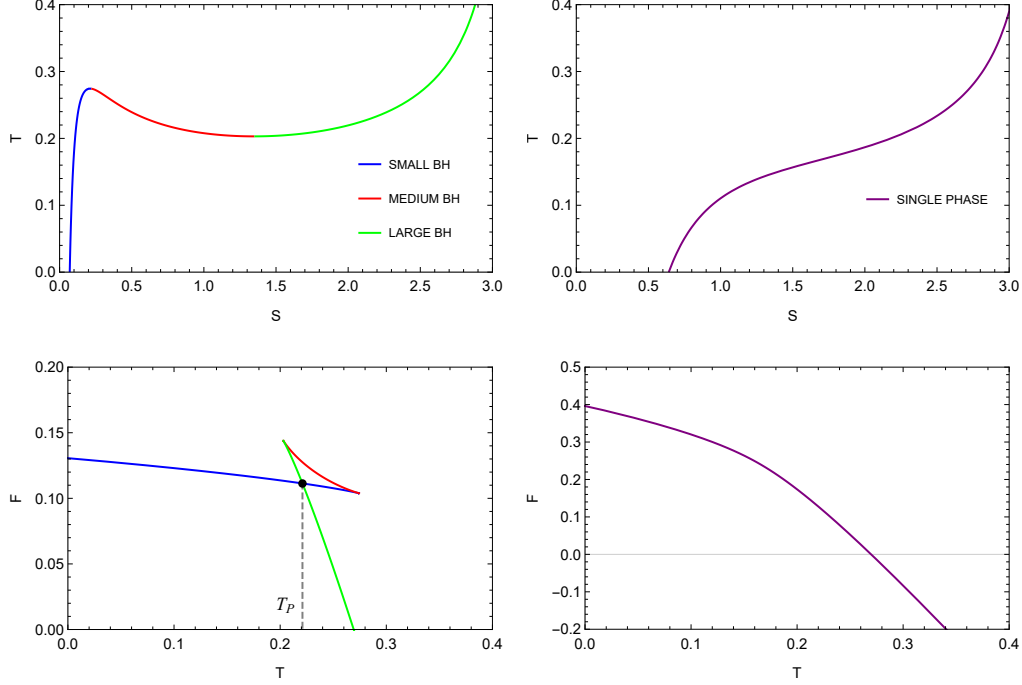 0.4
0.3
0.2
0.1
0.0
T
0.0 0.5 1.0 1.5 2.0 2.5 3.0
S
SMALL BH
MEDIUM BH
LARGE BH
0.4
0.3
0.2
0.1
0.0
T
0.0 0.5 1.0 1.5 2.0 2.5 3.0
S
SINGLE PHASE
0.20
0.15
0.10
0.05
0.00
F
0.0 0.1 0.2 0.3 0.4
T
T_P
0.5
0.4
0.3
0.2
0.1
0.0
−0.1
−0.2
F
0.0 0.1 0.2 0.3 0.4
T